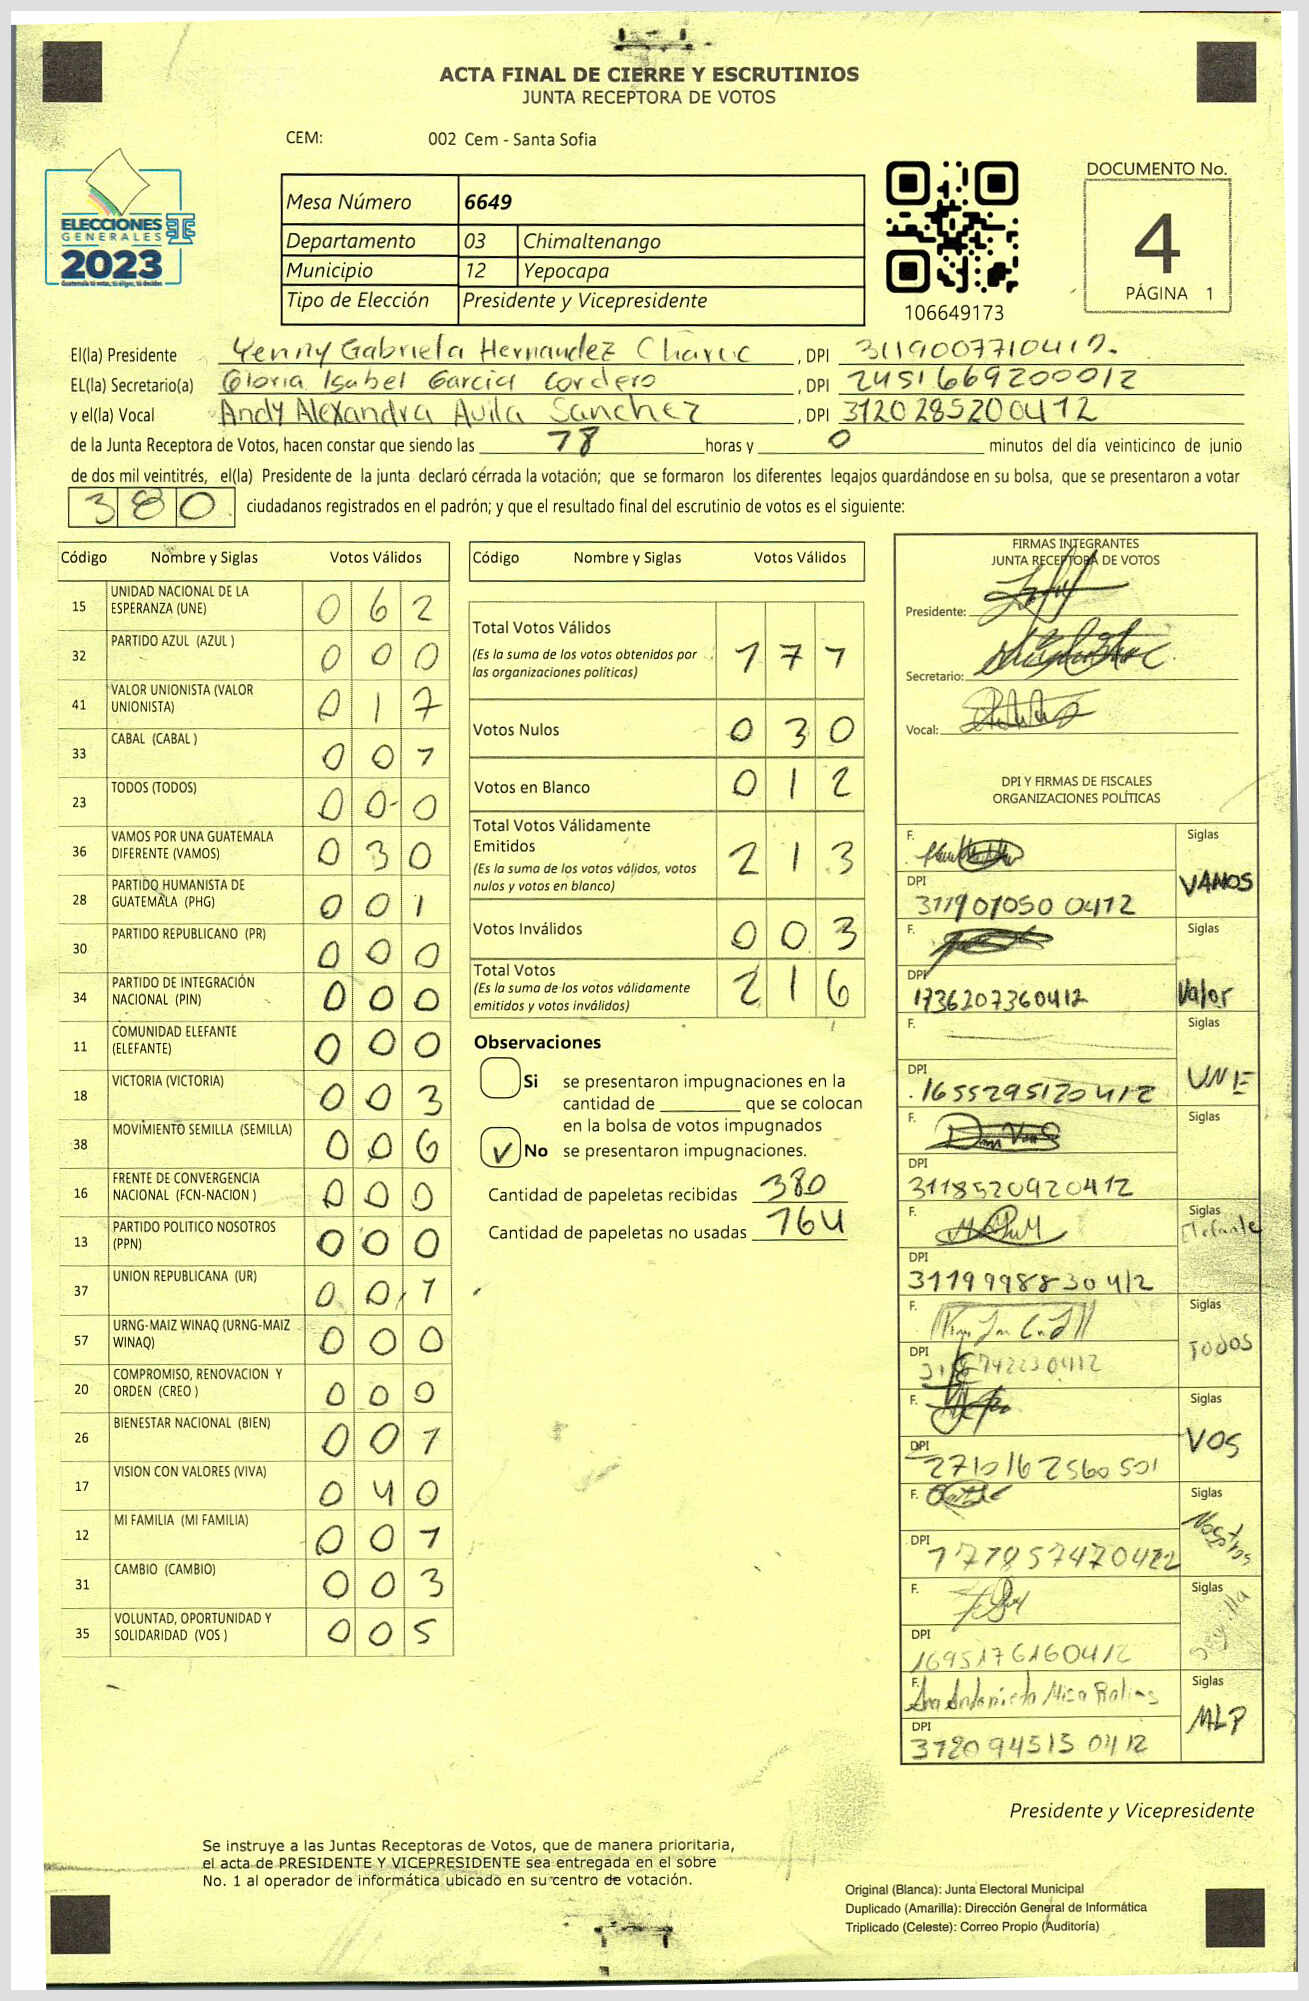 ACTA FINAL DE CIERRE Y ESCRUTINIOS
JUNTA RECEPTORA DE VOTOS
CEM: 002 Cem - Santa Sofia
ELECCIONES
GENERALES
2023
Mesa Número 6649
Departamento 03 Chimaltenango
Municipio 12 Yepocapa
Tipo de Elección Presidente y Vicepresidente
106649173
DOCUMENTO No.
4
PÁGINA 1
El(la) Presidente Yenny Gabriela Hernandez , DPI
EL(la) Secretario(a) Gloria Isabel Garcia Cordero , DPI 2451669200012
y el(la) Vocal Andy Alexandra Avila Sanchez , DPI 3120285200412
de la Junta Receptora de Votos, hacen constar que siendo las 18 horas y 0 minutos del día veinticinco de junio
de dos mil veintitrés, el(la) Presidente de la junta declaró cerrada la votación; que se formaron los diferentes legajos guardándose en su bolsa, que se presentaron a votar
380 ciudadanos registrados en el padrón; y que el resultado final del escrutinio de votos es el siguiente:
Código Nombre y Siglas Votos Válidos
15 UNIDAD NACIONAL DE LA ESPERANZA (UNE) 0 6 2
32 PARTIDO AZUL (AZUL ) 0 0 0
41 VALOR UNIONISTA (VALOR UNIONISTA) 0 1 7
33 CABAL (CABAL ) 0 0 7
23 TODOS (TODOS) 0 0 0
36 VAMOS POR UNA GUATEMALA DIFERENTE (VAMOS) 0 3 0
28 PARTIDO HUMANISTA DE GUATEMALA (PHG) 0 0 1
30 PARTIDO REPUBLICANO (PR) 0 0 0
34 PARTIDO DE INTEGRACIÓN NACIONAL (PIN) 0 0 0
11 COMUNIDAD ELEFANTE (ELEFANTE) 0 0 0
18 VICTORIA (VICTORIA) 0 0 3
38 MOVIMIENTO SEMILLA (SEMILLA) 0 0 6
16 FRENTE DE CONVERGENCIA NACIONAL (FCN-NACION ) 0 0 0
13 PARTIDO POLITICO NOSOTROS (PPN) 0 0 0
37 UNION REPUBLICANA (UR) 0 0 1
57 URNG-MAIZ WINAQ (URNG-MAIZ WINAQ) 0 0 0
20 COMPROMISO, RENOVACION Y ORDEN (CREO ) 0 0 0
26 BIENESTAR NACIONAL (BIEN) 0 0 1
17 VISION CON VALORES (VIVA) 0 4 0
12 MI FAMILIA (MI FAMILIA) 0 0 1
31 CAMBIO (CAMBIO) 0 0 3
35 VOLUNTAD, OPORTUNIDAD Y SOLIDARIDAD (VOS ) 0 0 5
Código Nombre y Siglas Votos Válidos
Total Votos Válidos 1 7 1
(Es la suma de los votos obtenidos por
las organizaciones políticas)
Votos Nulos 0 3 0
Votos en Blanco 0 1 2
Total Votos Válidamente
Emitidos 2 1 3
(Es la suma de los votos válidos, votos
nulos y votos en blanco)
Votos Inválidos 0 0 3
Total Votos 2 1 6
(Es la suma de los votos válidamente
emitidos y votos inválidos)
Observaciones
Si se presentaron impugnaciones en la
cantidad de ________ que se colocan
en la bolsa de votos impugnados
✓ No se presentaron impugnaciones.
Cantidad de papeletas recibidas 380
Cantidad de papeletas no usadas 164
FIRMAS INTEGRANTES
JUNTA RECEPTORA DE VOTOS
Presidente:
Secretario:
Vocal:
DPI Y FIRMAS DE FISCALES
ORGANIZACIONES POLÍTICAS
F. Siglas
DPI VAMOS
311901050 0412
F. Siglas
DPI
1736207360412 Valor
F. Siglas
DPI UNE
1655295120412
F. Siglas
DPI
3118520920412
F. Siglas
Elefante
DPI
3119998830412
F. Siglas
DPI TODOS
F. Siglas
DPI VOS
2710162560501
F. Siglas
Nosotros
DPI
F. Siglas
DPI
1695176160412
F. Ana Antonieta Siglas
DPI MLP
3120945150412
Presidente y Vicepresidente
Se instruye a las Juntas Receptoras de Votos, que de manera prioritaria,
el acta de PRESIDENTE Y VICEPRESIDENTE sea entregada en el sobre
No. 1 al operador de informática ubicado en su centro de votación.
Original (Blanca): Junta Electoral Municipal
Duplicado (Amarilla): Dirección General de Informática
Triplicado (Celeste): Correo Propio (Auditoría)